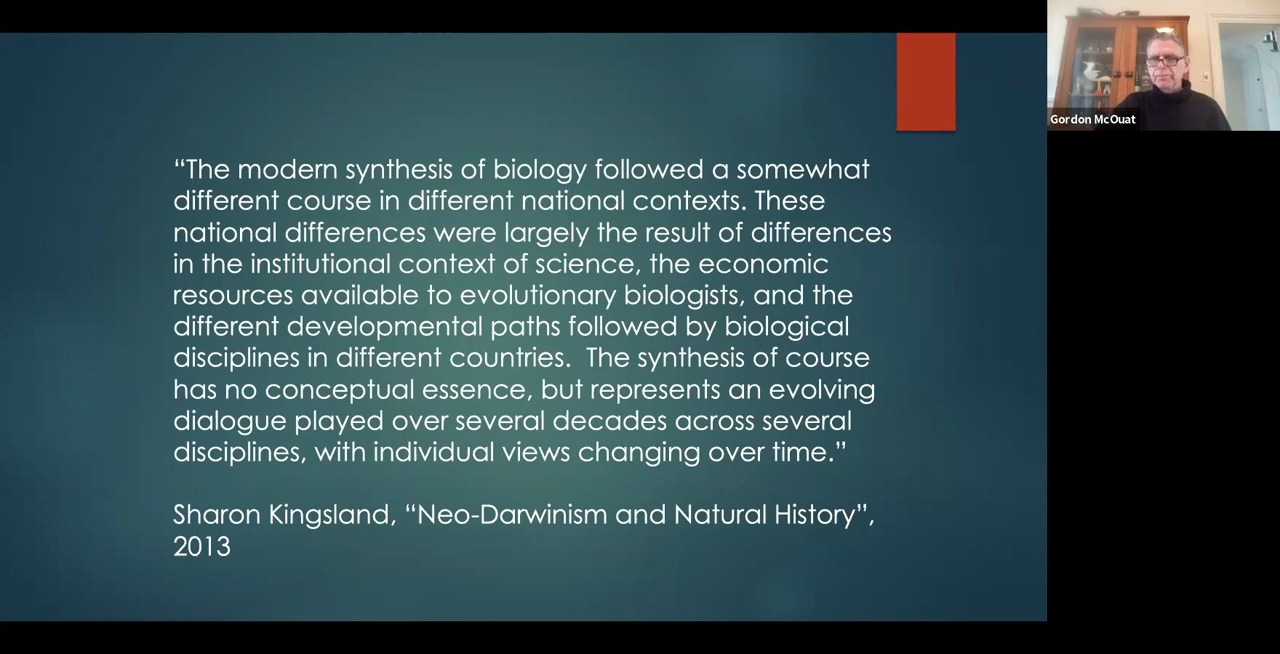 “The modern synthesis of biology followed a somewhat
different course in different national contexts. These
national differences were largely the result of differences
in the institutional context of science, the economic
resources available to evolutionary biologists, and the
different developmental paths followed by biological
disciplines in different countries.  The synthesis of course
has no conceptual essence, but represents an evolving
dialogue played over several decades across several
disciplines, with individual views changing over time.”
Sharon Kingsland, “Neo-Darwinism and Natural History”,
2013
Gordon McOuat